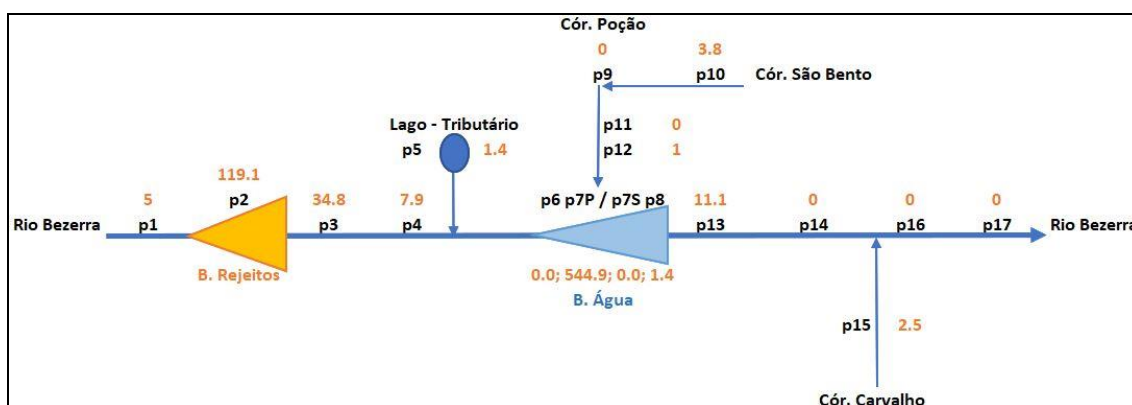 Cór. Poção
0 3.8
p9 p10 Cór. São Bento
Lago - Tributário
p5 1.4
p11 0
p12 1
119.1
5 p2 34.8 7.9 p6 p7P / p7S p8 11.1 0 0 0
Rio Bezerra p1 p3 p4 p13 p14 p16 p17 Rio Bezerra
B. Rejeitos 0.0; 544.9; 0.0; 1.4
B. Água
p15 2.5
Cór. Carvalho